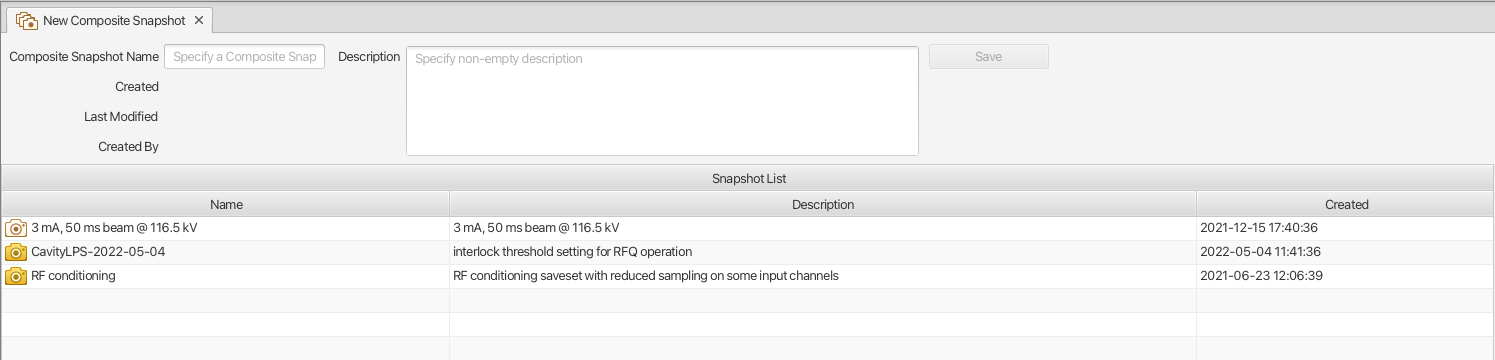 New Composite Snapshot
Composite Snapshot Name Specify a Composite Snap Description Specify non-empty description Save
Created
Last Modified
Created By
Snapshot List
Name Description Created
3 mA, 50 ms beam @ 116.5 kV 3 mA, 50 ms beam @ 116.5 kV 2021-12-15 17:40:36
CavityLPS-2022-05-04 interlock threshold setting for RFQ operation 2022-05-04 11:41:36
RF conditioning RF conditioning saveset with reduced sampling on some input channels 2021-06-23 12:06:39